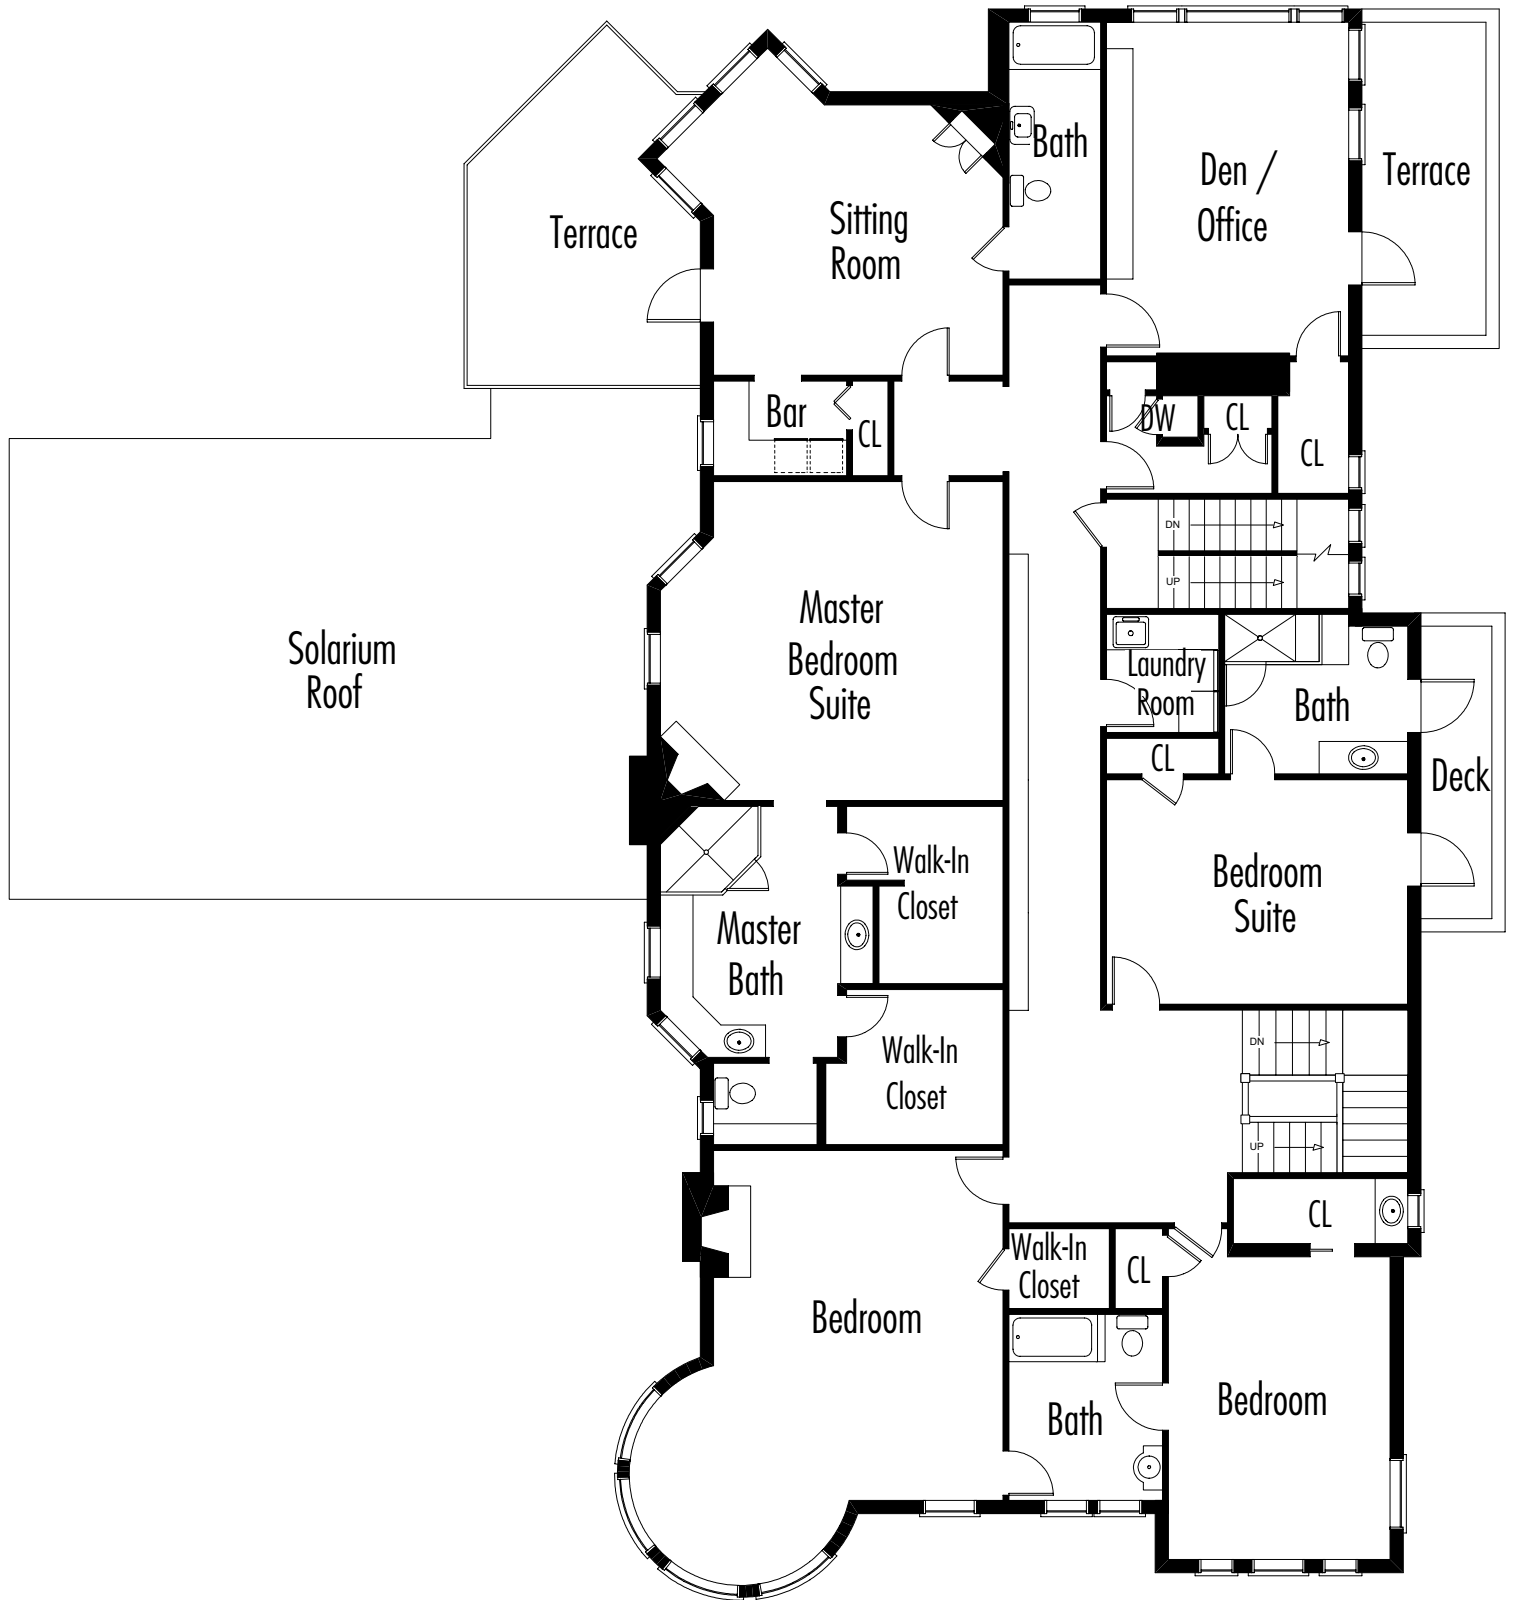 Bath
Den /
Office
Terrace
Sitting
Room
Terrace
Bar
CL
DW
CL
CL
DN
UP
Master
Bedroom
Suite
Solarium
Roof
Laundry
Room
Bath
CL
Deck
Walk-In
Closet
Bedroom
Suite
Master
Bath
Walk-In
Closet
DN
UP
CL
Walk-In
Closet
CL
Bedroom
Bath
Bedroom